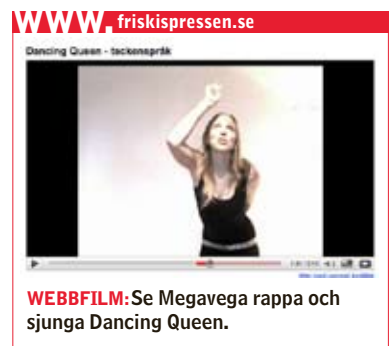 WWW. friskispressen.se
Dancing Queen - teckenspråk
WEBBFILM: Se Megavega rappa och
sjunga Dancing Queen.